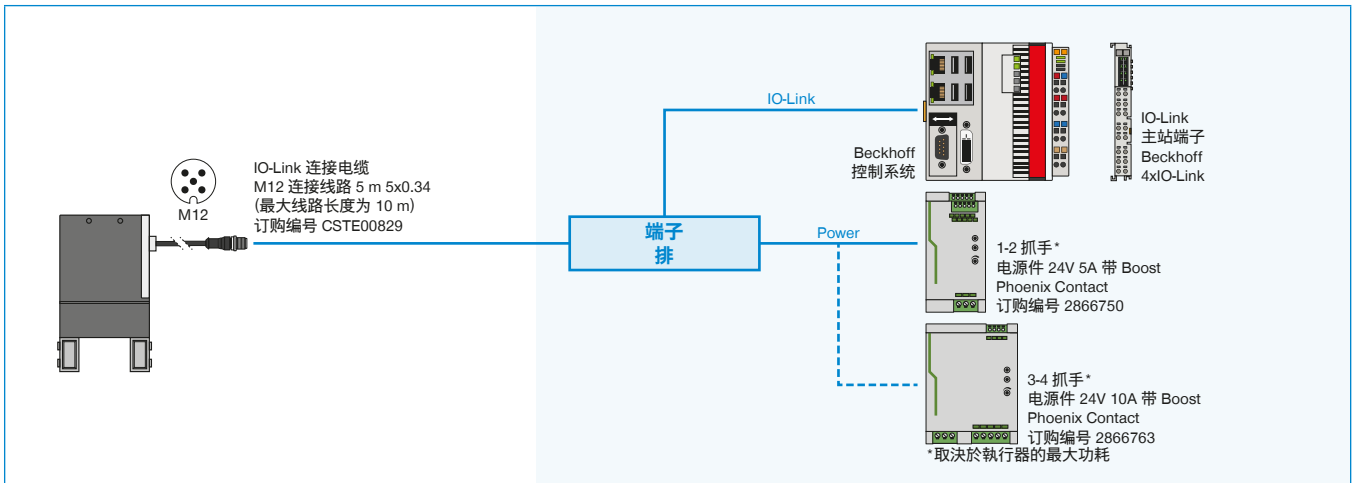 M12
IO-Link 连接电缆
M12 连接线路 5 m 5x0.34
(最大线路长度为 10 m)
订购编号 CSTE00829
端子
排
IO-Link
Power
Beckhoff
控制系统
IO-Link
主站端子
Beckhoff
4xIO-Link
1-2 抓手*
电源件 24V 5A 带 Boost
Phoenix Contact
订购编号 2866750
3-4 抓手*
电源件 24V 10A 带 Boost
Phoenix Contact
订购编号 2866763
*取決於執行器的最大功耗